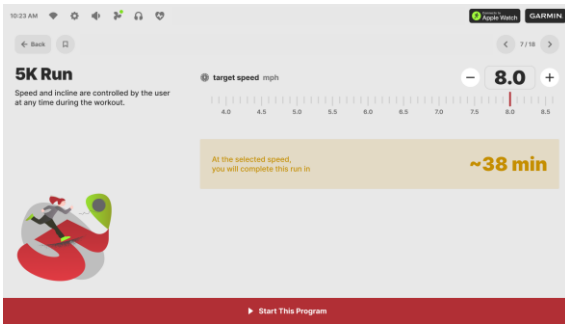 10:23 AM
Apple Watch
GARMIN
Back
7/18
5K Run
Speed and incline are controlled by the user
at any time during the workout.
target speed mph
8.0
4.0 4.5 5.0 5.5 6.0 6.5 7.0 7.5 8.0 8.5
At the selected speed,
you will complete this run in
~38 min
Start This Program